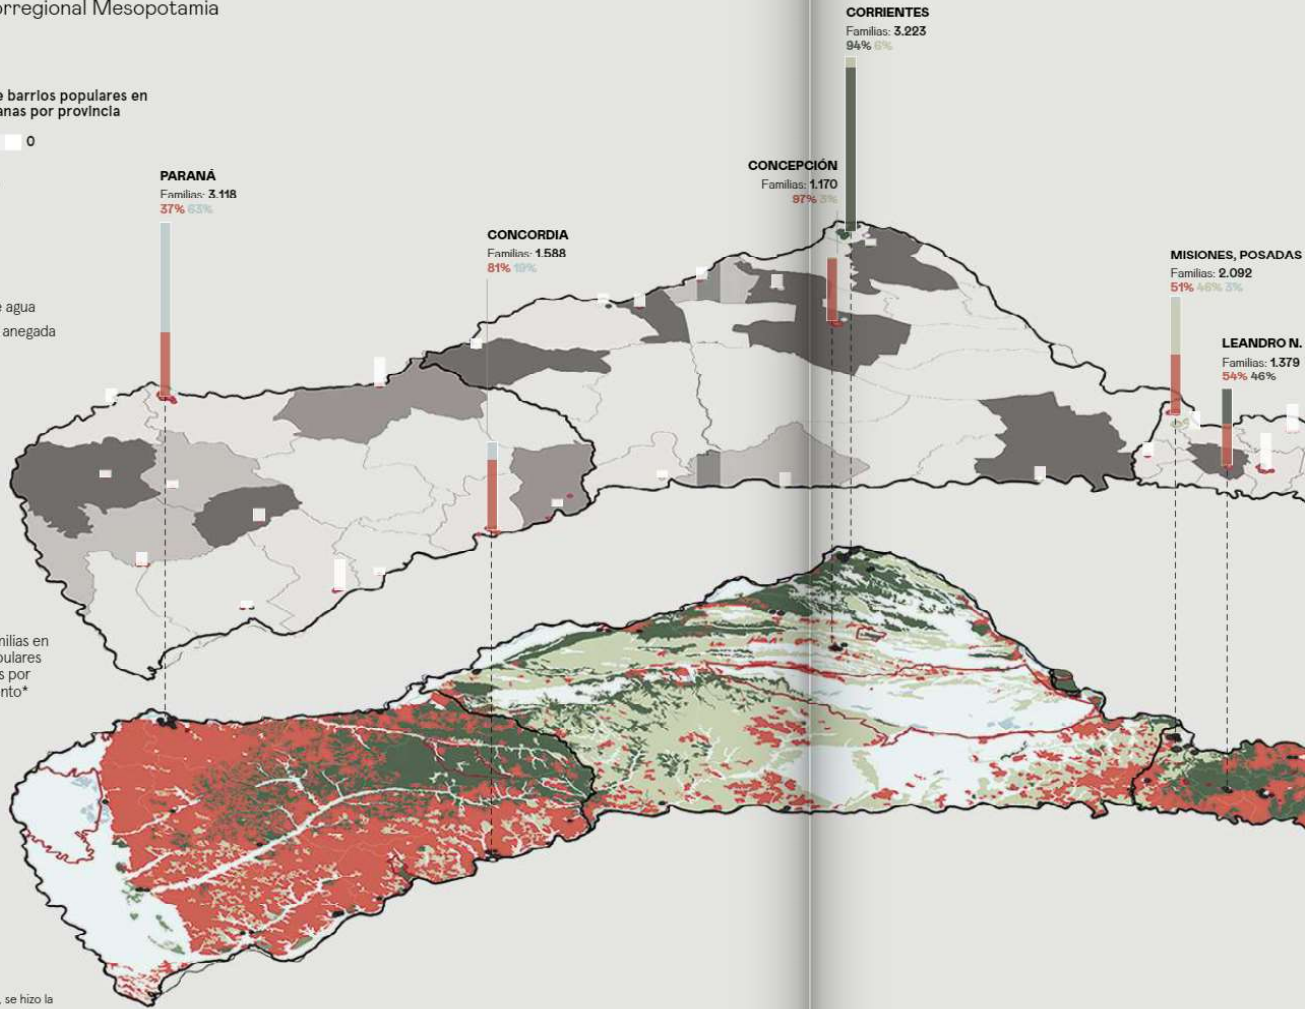 orregional Mesopotamia
e barrios populares en
anas por provincia
0
e agua
anegada
ilias en
pulares
s por
nto*
, se hizo la
PARANÁ
Familias: 3.118
37% 63%
CONCORDIA
Familias: 1.588
81% 19%
CONCEPCIÓN
Familias: 1.170
97% 3%
CORRIENTES
Familias: 3.223
94% 6%
MISIONES, POSADAS
Familias: 2.092
51% 46% 3%
LEANDRO N.
Familias: 1.379
54% 46%